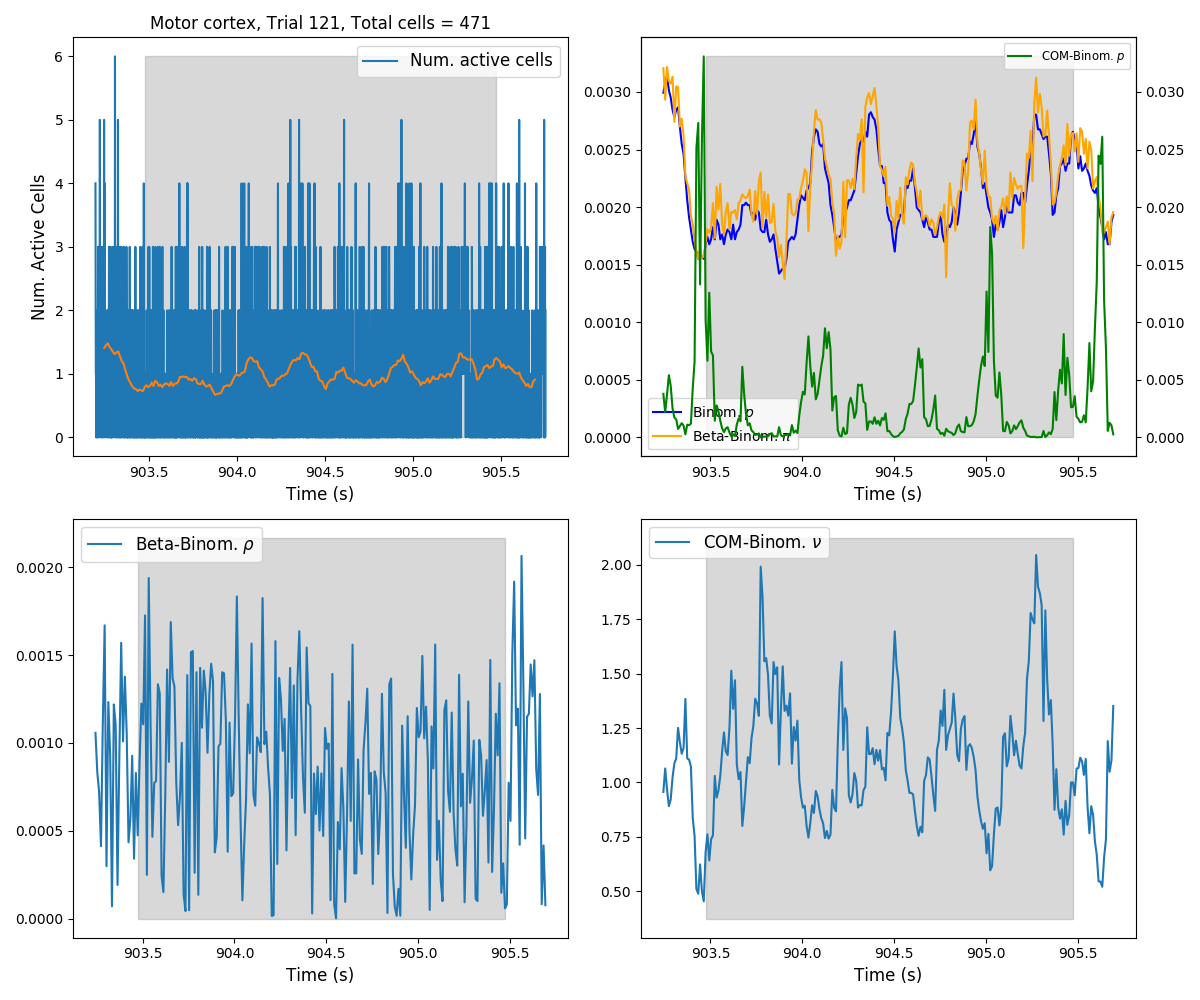 Motor cortex, Trial 121, Total cells = 471
Num. active cells
6
5
4
3
2
1
0
Num. Active Cells
903.5 904.0 904.5 905.0 905.5
Time (s)
COM-Binom. p
0.0030
0.0025
0.0020
0.0015
0.0010
0.0005
0.0000
0.030
0.025
0.020
0.015
0.010
0.005
0.000
Binom. p
Beta-Binom. π
903.5 904.0 904.5 905.0 905.5
Time (s)
Beta-Binom. ρ
0.0020
0.0015
0.0010
0.0005
0.0000
903.5 904.0 904.5 905.0 905.5
Time (s)
COM-Binom. ν
2.00
1.75
1.50
1.25
1.00
0.75
0.50
903.5 904.0 904.5 905.0 905.5
Time (s)